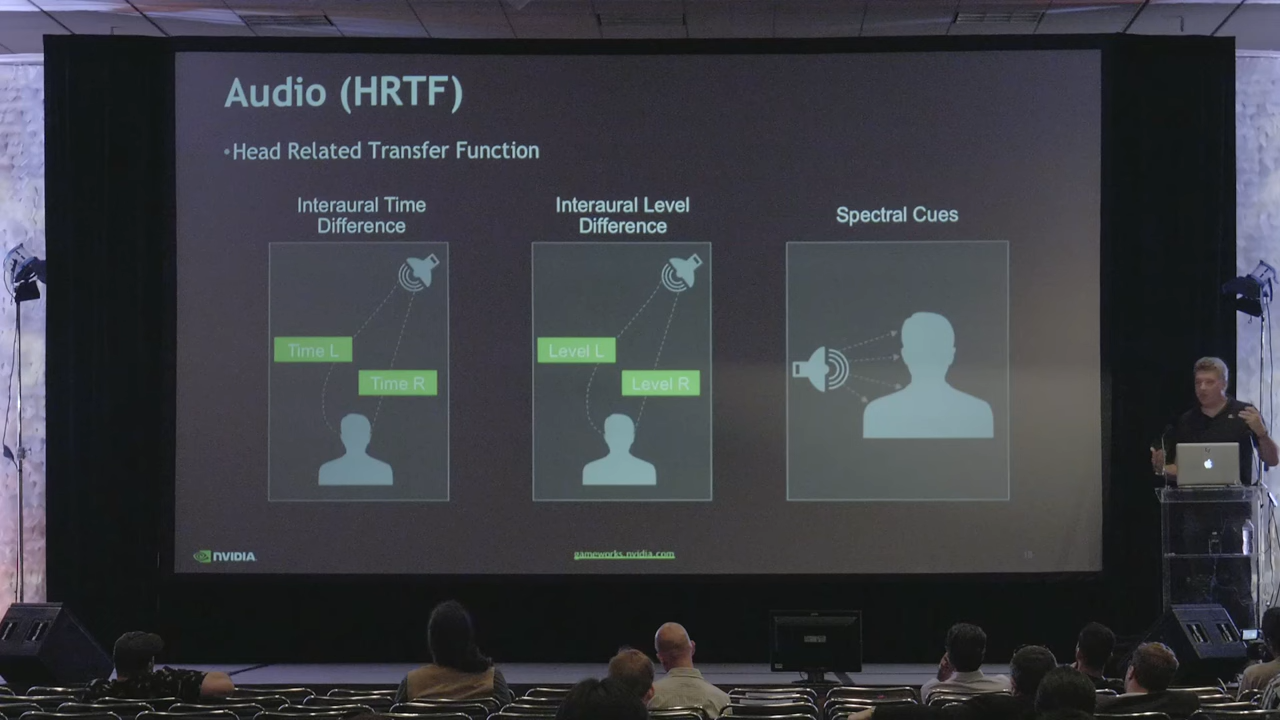 Audio (HRTF)
•Head Related Transfer Function
Interaural Time
Difference
Interaural Level
Difference
Spectral Cues
Time L
Time R
Level L
Level R
NVIDIA.
gameworks.nvidia.com